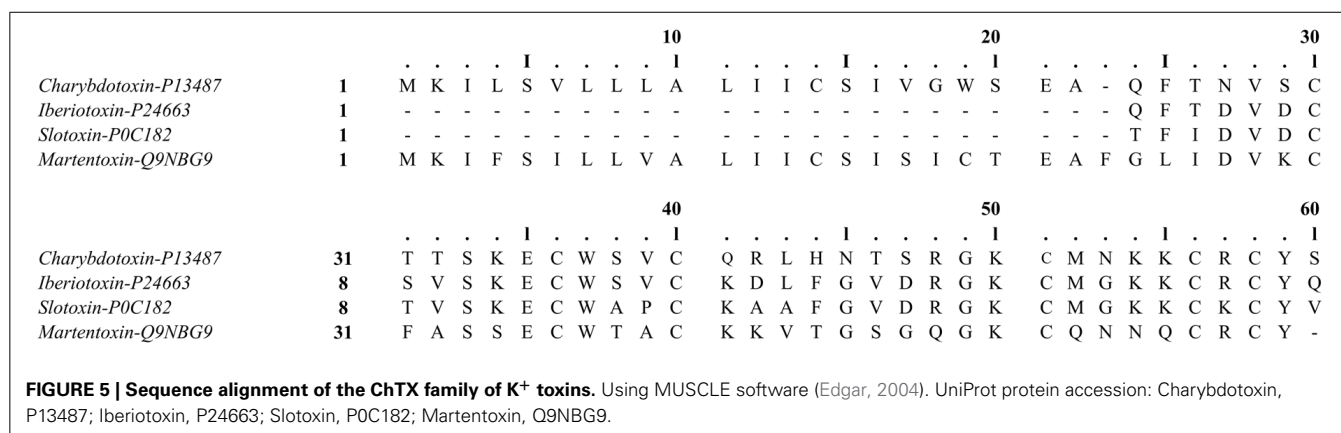 10 20 30
. . . . I . . . . l . . . . I . . . . l . . . . I . . . . l
Charybdotoxin-P13487 1 M K I L S V L L L A L I I C S I V G W S E A - Q F T N V S C
Iberiotoxin-P24663 1 - - - - - - - - - - - - - - - - - - - - - - - Q F T D V D C
Slotoxin-P0C182 1 - - - - - - - - - - - - - - - - - - - - - - - T F I D V D C
Martentoxin-Q9NBG9 1 M K I F S I L L V A L I I C S I S I C T E A F G L I D V K C
40 50 60
. . . . l . . . . l . . . . l . . . . l . . . . l . . . . l
Charybdotoxin-P13487 31 T T S K E C W S V C Q R L H N T S R G K C M N K K C R C Y S
Iberiotoxin-P24663 8 S V S K E C W S V C K D L F G V D R G K C M G K K C R C Y Q
Slotoxin-P0C182 8 T V S K E C W A P C K A A F G V D R G K C M G K K C K C Y V
Martentoxin-Q9NBG9 31 F A S S E C W T A C K K V T G S G Q G K C Q N N Q C R C Y -
FIGURE 5 | Sequence alignment of the ChTX family of K+ toxins. Using MUSCLE software (Edgar, 2004). UniProt protein accession: Charybdotoxin,
P13487; Iberiotoxin, P24663; Slotoxin, P0C182; Martentoxin, Q9NBG9.